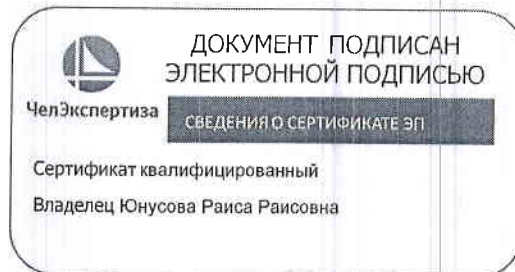 ДОКУМЕНТ ПОДПИСАН
ЭЛЕКТРОННОЙ ПОДПИСЬЮ
ЧелЭкспертиза
СВЕДЕНИЯ О СЕРТИФИКАТЕ ЭП
Сертификат квалифицированный
Владелец Юнусова Раиса Раисовна